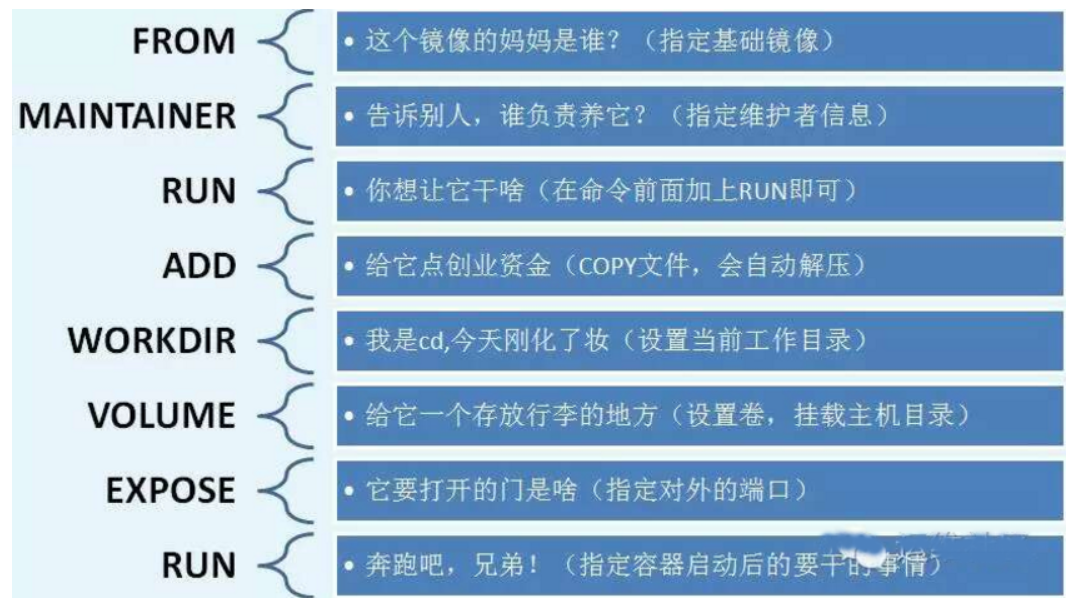 FROM
• 这个镜像的妈妈是谁？（指定基础镜像）
MAINTAINER
• 告诉别人，谁负责养它？（指定维护者信息）
RUN
• 你想让它干啥（在命令前面加上RUN即可）
ADD
• 给它点创业资金（COPY文件，会自动解压）
WORKDIR
• 我是cd,今天刚化了妆（设置当前工作目录）
VOLUME
• 给它一个存放行李的地方（设置卷，挂载主机目录）
EXPOSE
• 它要打开的门是啥（指定对外的端口）
RUN
• 奔跑吧，兄弟！（指定容器启动后的要干的事情）